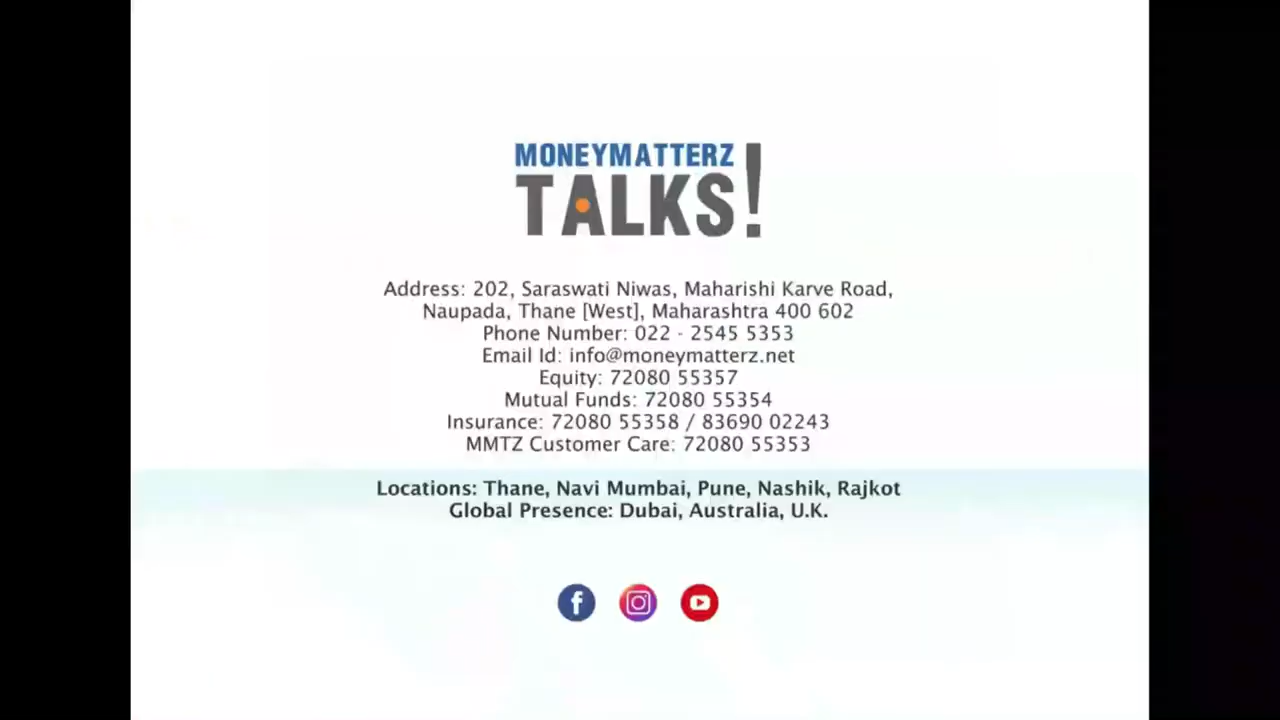 MONEYMATTERZ
TALKS!
Address: 202, Saraswati Niwas, Maharishi Karve Road,
Naupada, Thane [West], Maharashtra 400 602
Phone Number: 022 - 2545 5353
Email Id: info@moneymatterz.net
Equity: 72080 55357
Mutual Funds: 72080 55354
Insurance: 72080 55358 / 83690 02243
MMTZ Customer Care: 72080 55353
Locations: Thane, Navi Mumbai, Pune, Nashik, Rajkot
Global Presence: Dubai, Australia, U.K.